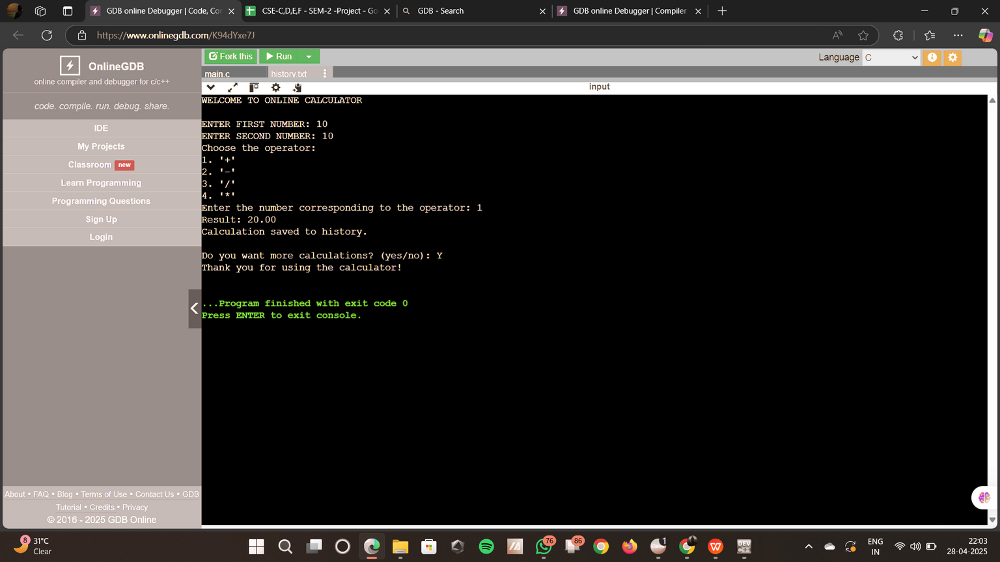 GDB online Debugger | Code, Co
CSE-C,D,E,F - SEM-2 -Project - Go
GDB - Search
GDB online Debugger | Compiler
https://www.onlinegdb.com/K94dYxe7J
OnlineGDB
online compiler and debugger for c/c++
code. compile. run. debug. share.
IDE
My Projects
Classroom new
Learn Programming
Programming Questions
Sign Up
Login
About • FAQ • Blog • Terms of Use • Contact Us • GDB
Tutorial • Credits • Privacy
© 2016 - 2025 GDB Online
Fork this
Run
Language C
main.c
history.txt
input
WELCOME TO ONLINE CALCULATOR
ENTER FIRST NUMBER: 10
ENTER SECOND NUMBER: 10
Choose the operator:
1. '+'
2. '-'
3. '/'
4. '*'
Enter the number corresponding to the operator: 1
Result: 20.00
Calculation saved to history.
Do you want more calculations? (yes/no): Y
Thank you for using the calculator!
...Program finished with exit code 0
Press ENTER to exit console.
8
31°C
Clear
76
86
1
W
DEV
C++
ENG
IN
22:03
28-04-2025